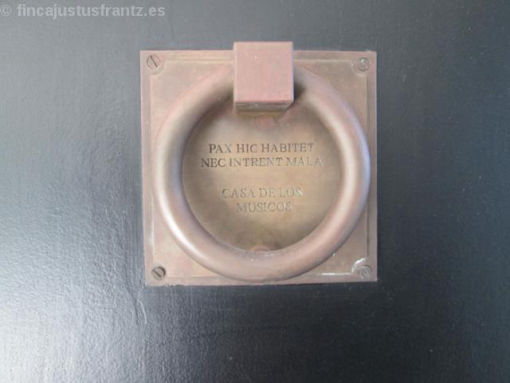 © fincajustusfrantz.es
PAX HIC HABITET
NEC INTRENT MALA
CASA DE LOS
MUSICOS